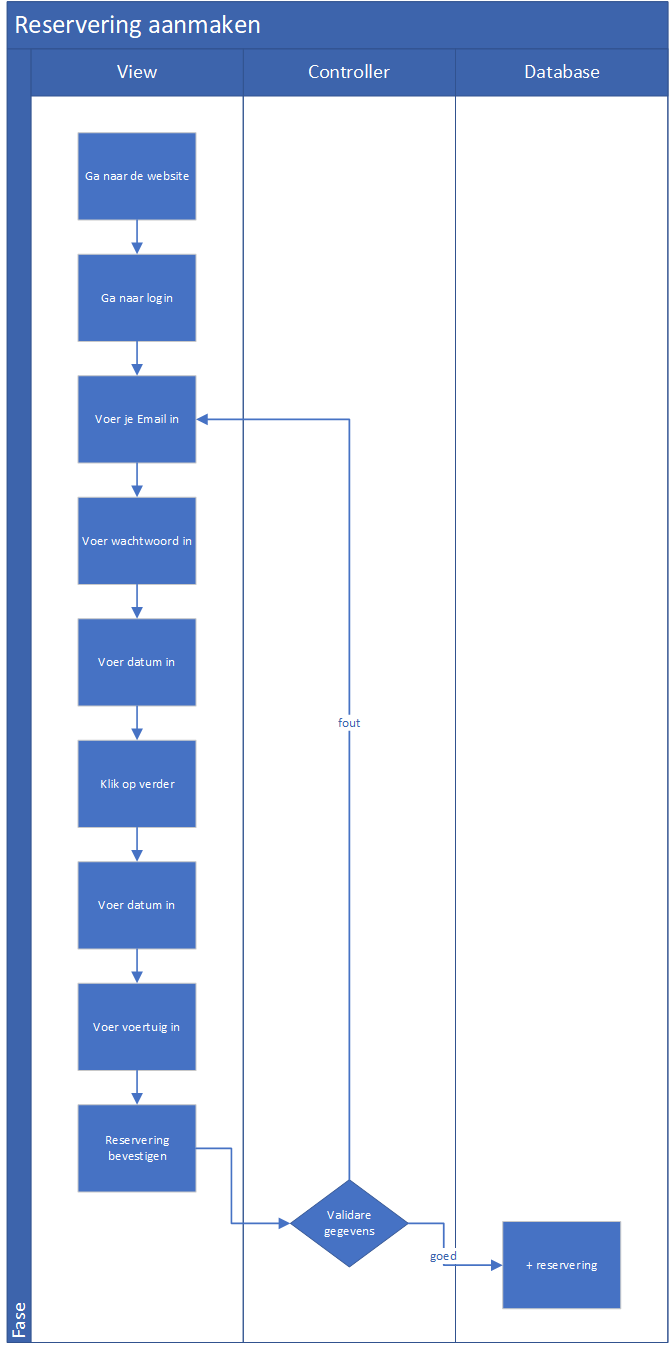 Reservering aanmaken
View
Controller
Database
Ga naar de website
Ga naar login
Voer je Email in
Voer wachtwoord in
Voer datum in
fout
Klik op verder
Voer datum in
Voer voertuig in
Reservering
bevestigen
Validare
gegevens
goed
+ reservering
Fase